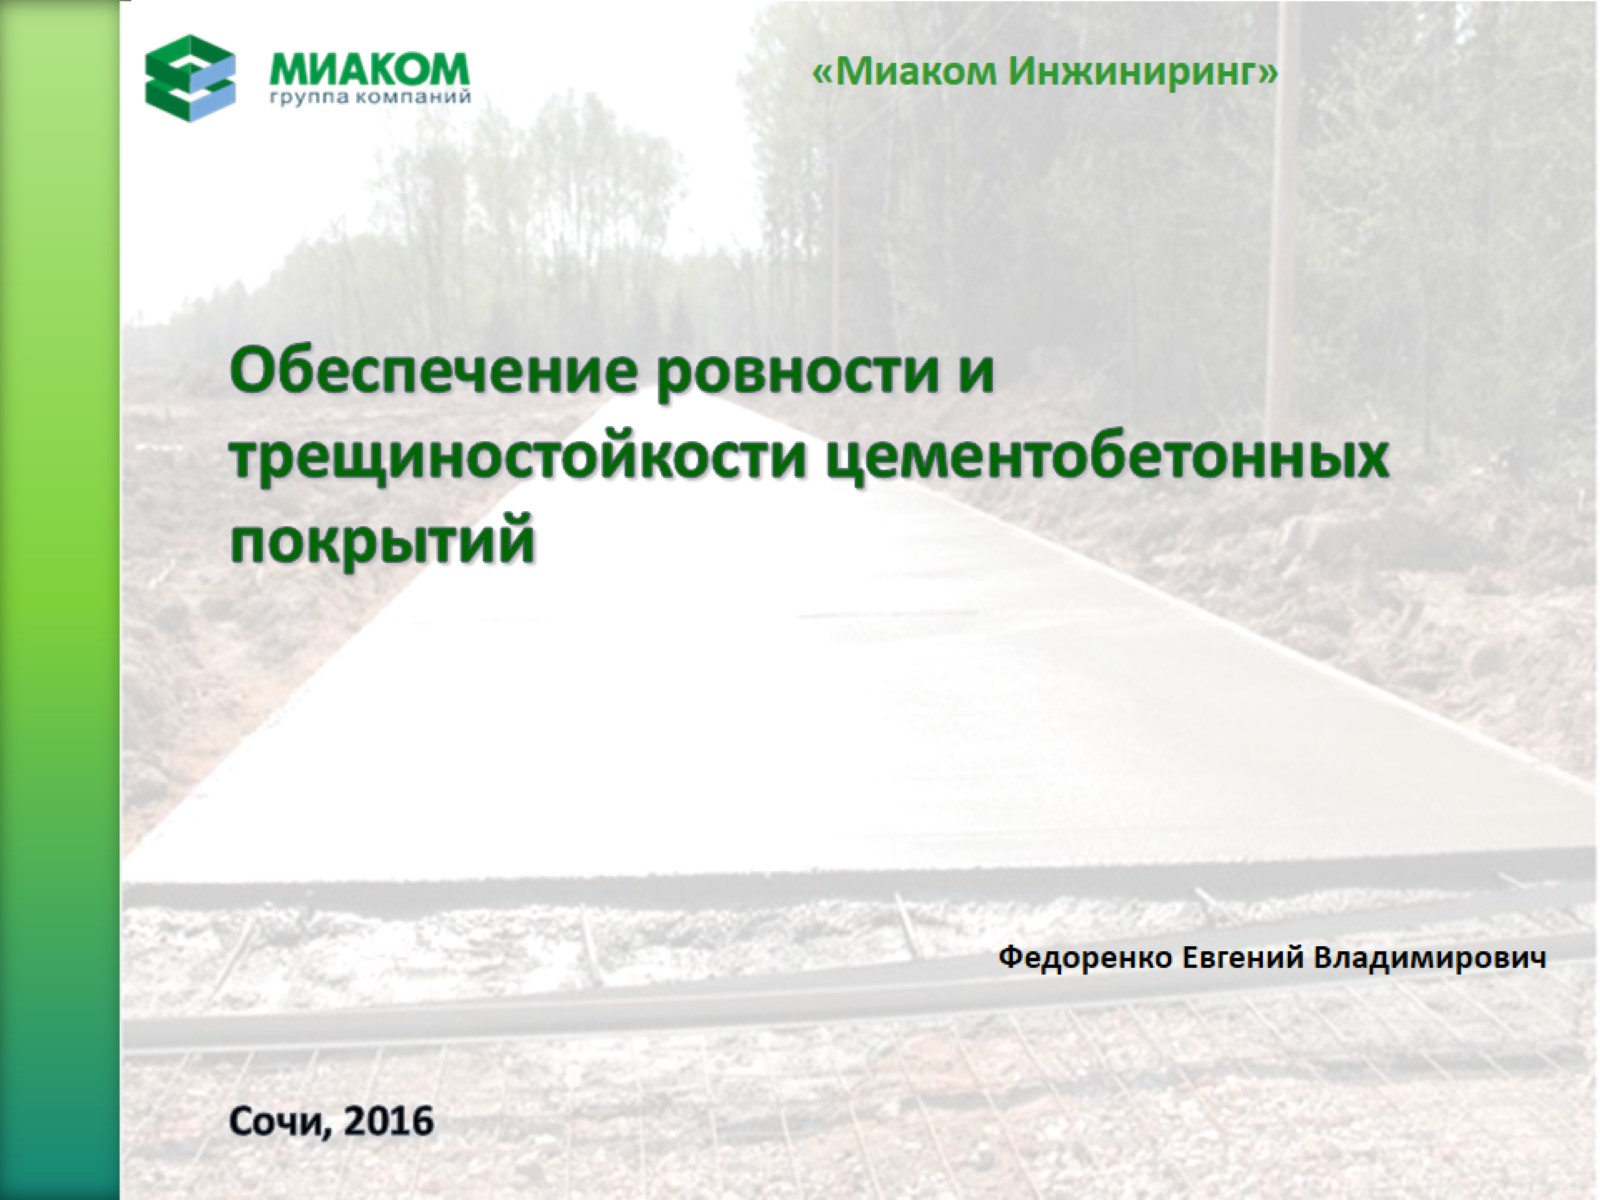 МИАКОМ
группа компаний
«Миаком Инжиниринг»
Обеспечение ровности и
трещиностойкости цементобетонных
покрытий
Федоренко Евгений Владимирович
Сочи, 2016